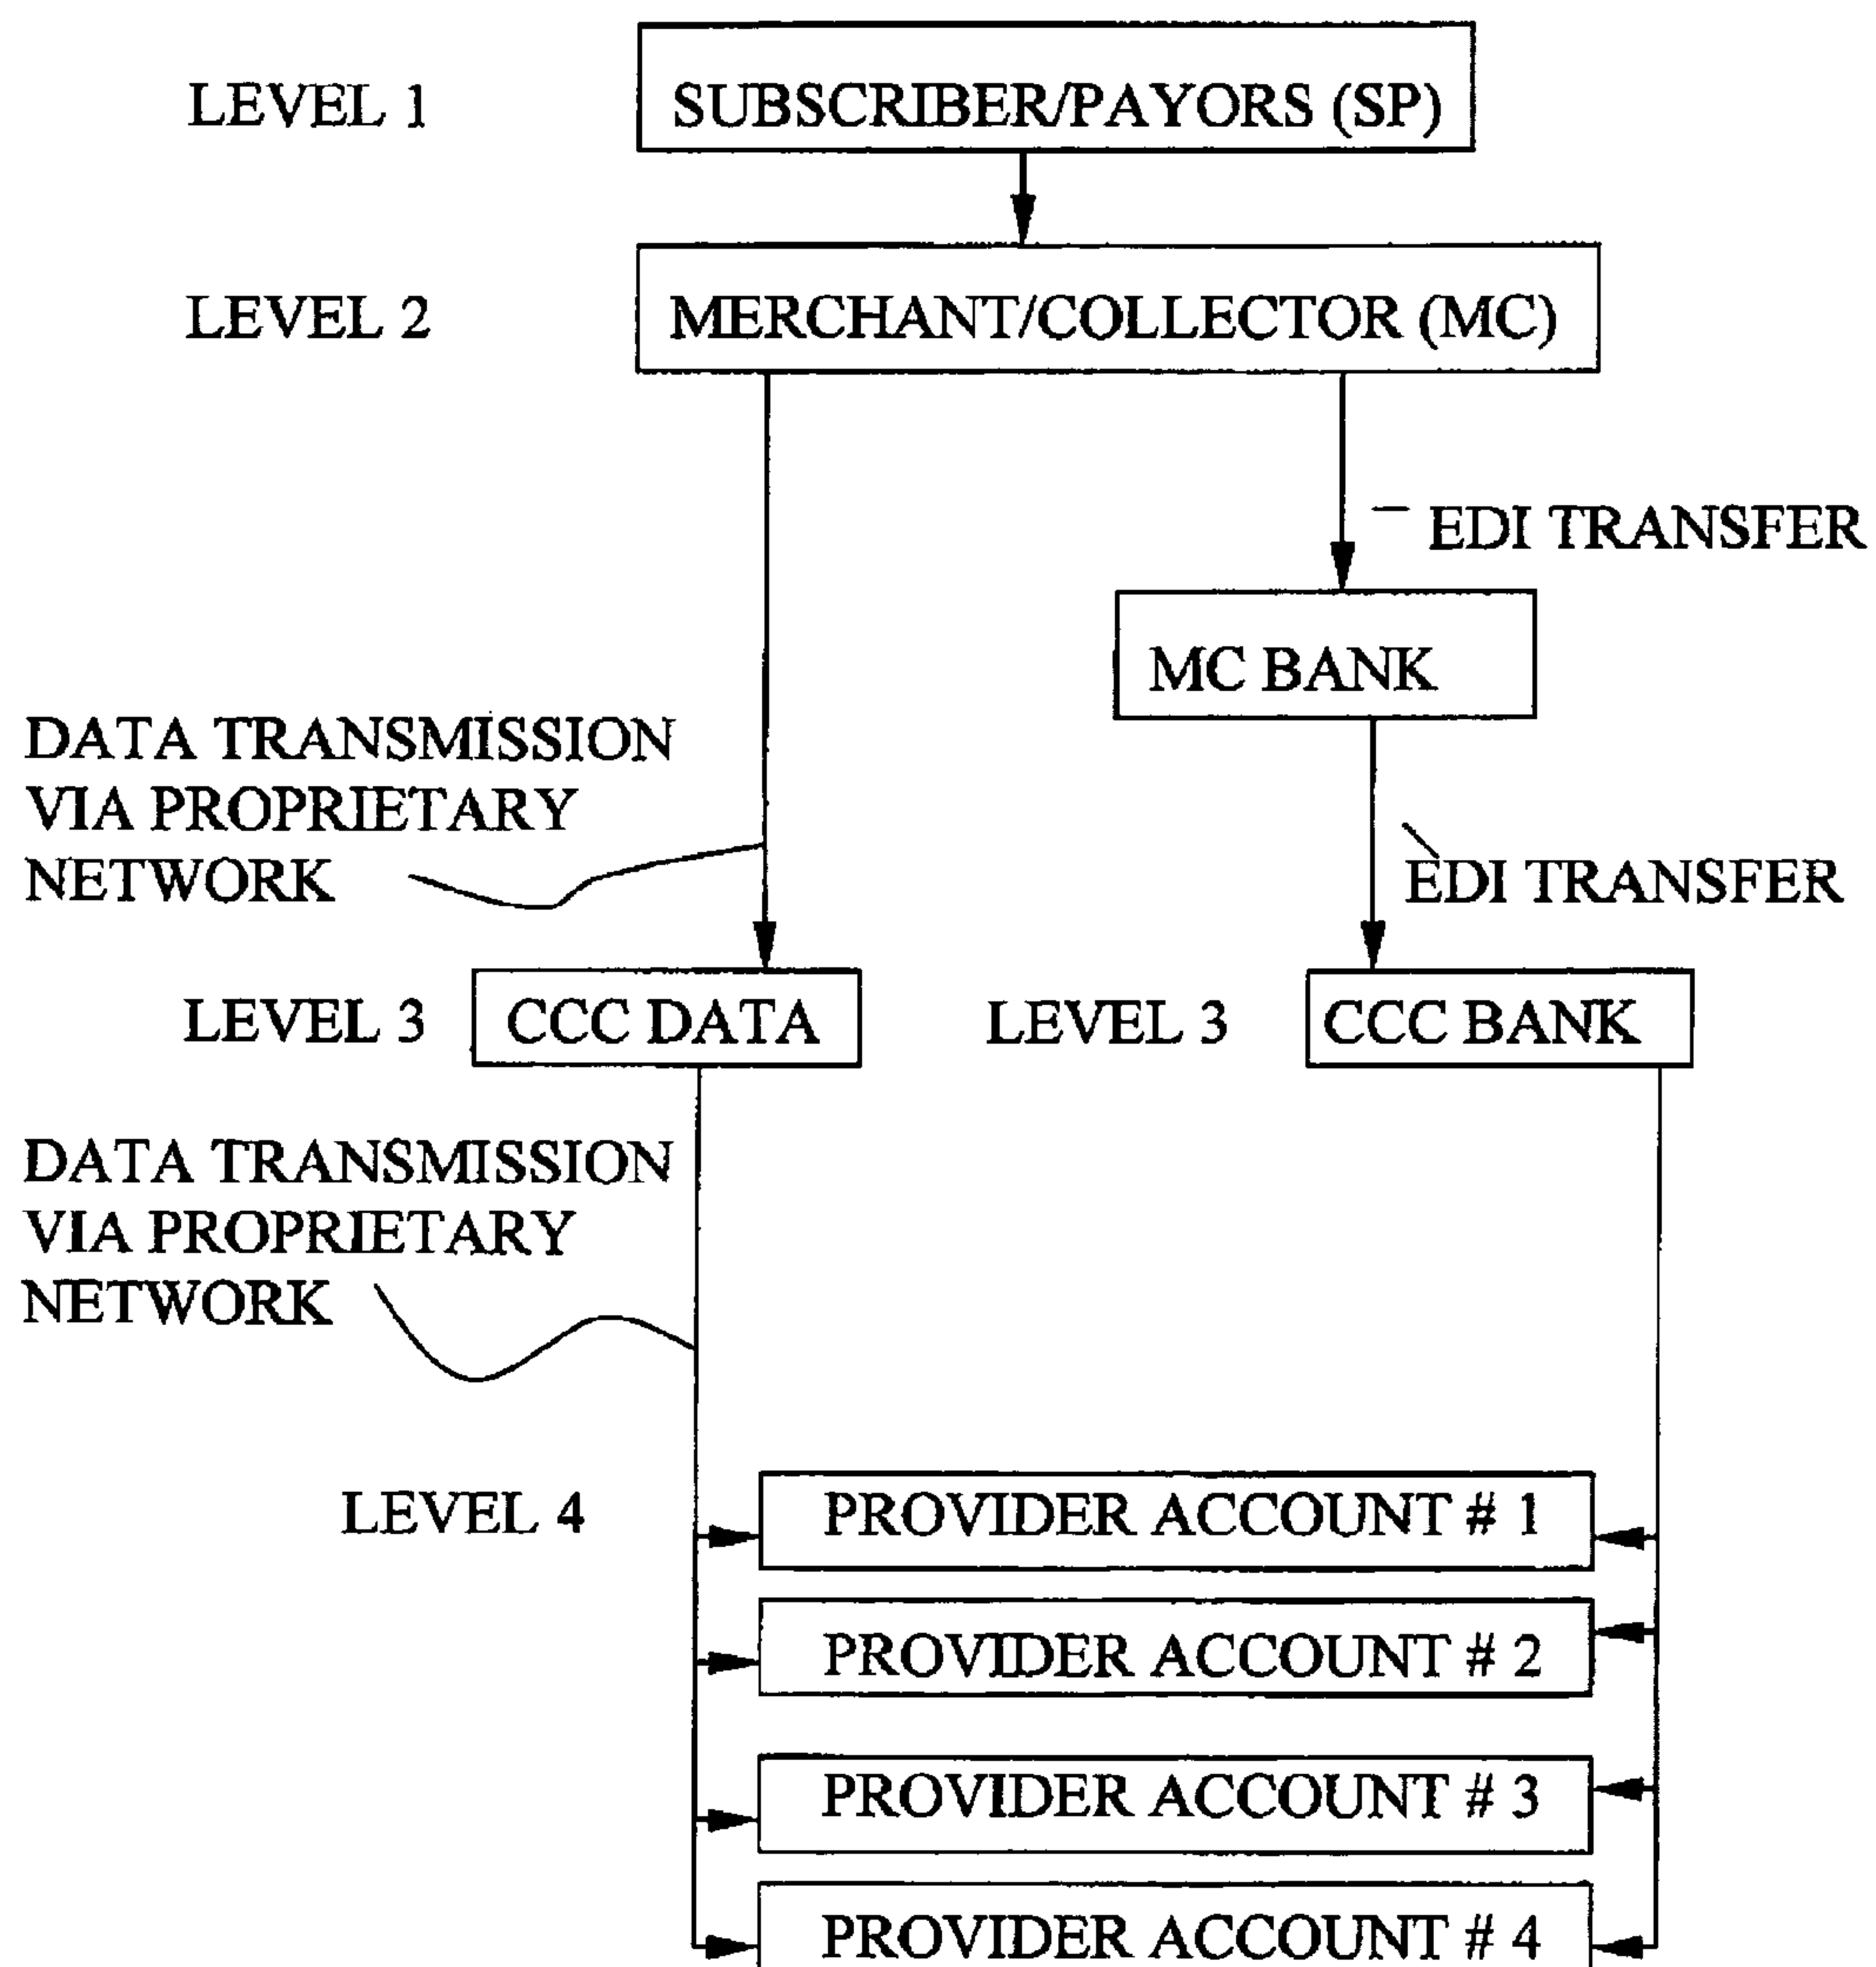 LEVEL 1
SUBSCRIBER/PAYORS (SP)
LEVEL 2
MERCHANT/COLLECTOR (MC)
EDI TRANSFER
MC BANK
DATA TRANSMISSION
VIA PROPRIETARY
NETWORK
EDI TRANSFER
LEVEL 3
CCC DATA
LEVEL 3
CCC BANK
DATA TRANSMISSION
VIA PROPRIETARY
NETWORK
LEVEL 4
PROVIDER ACCOUNT # 1
PROVIDER ACCOUNT # 2
PROVIDER ACCOUNT # 3
PROVIDER ACCOUNT # 4